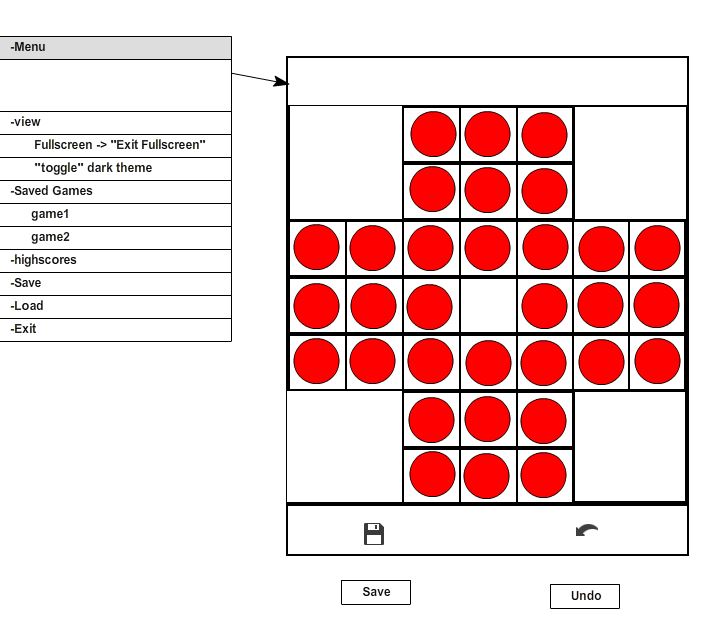 -Menu
-view
Fullscreen -> "Exit Fullscreen"
"toggle" dark theme
-Saved Games
game1
game2
-highscores
-Save
-Load
-Exit
Save
Undo